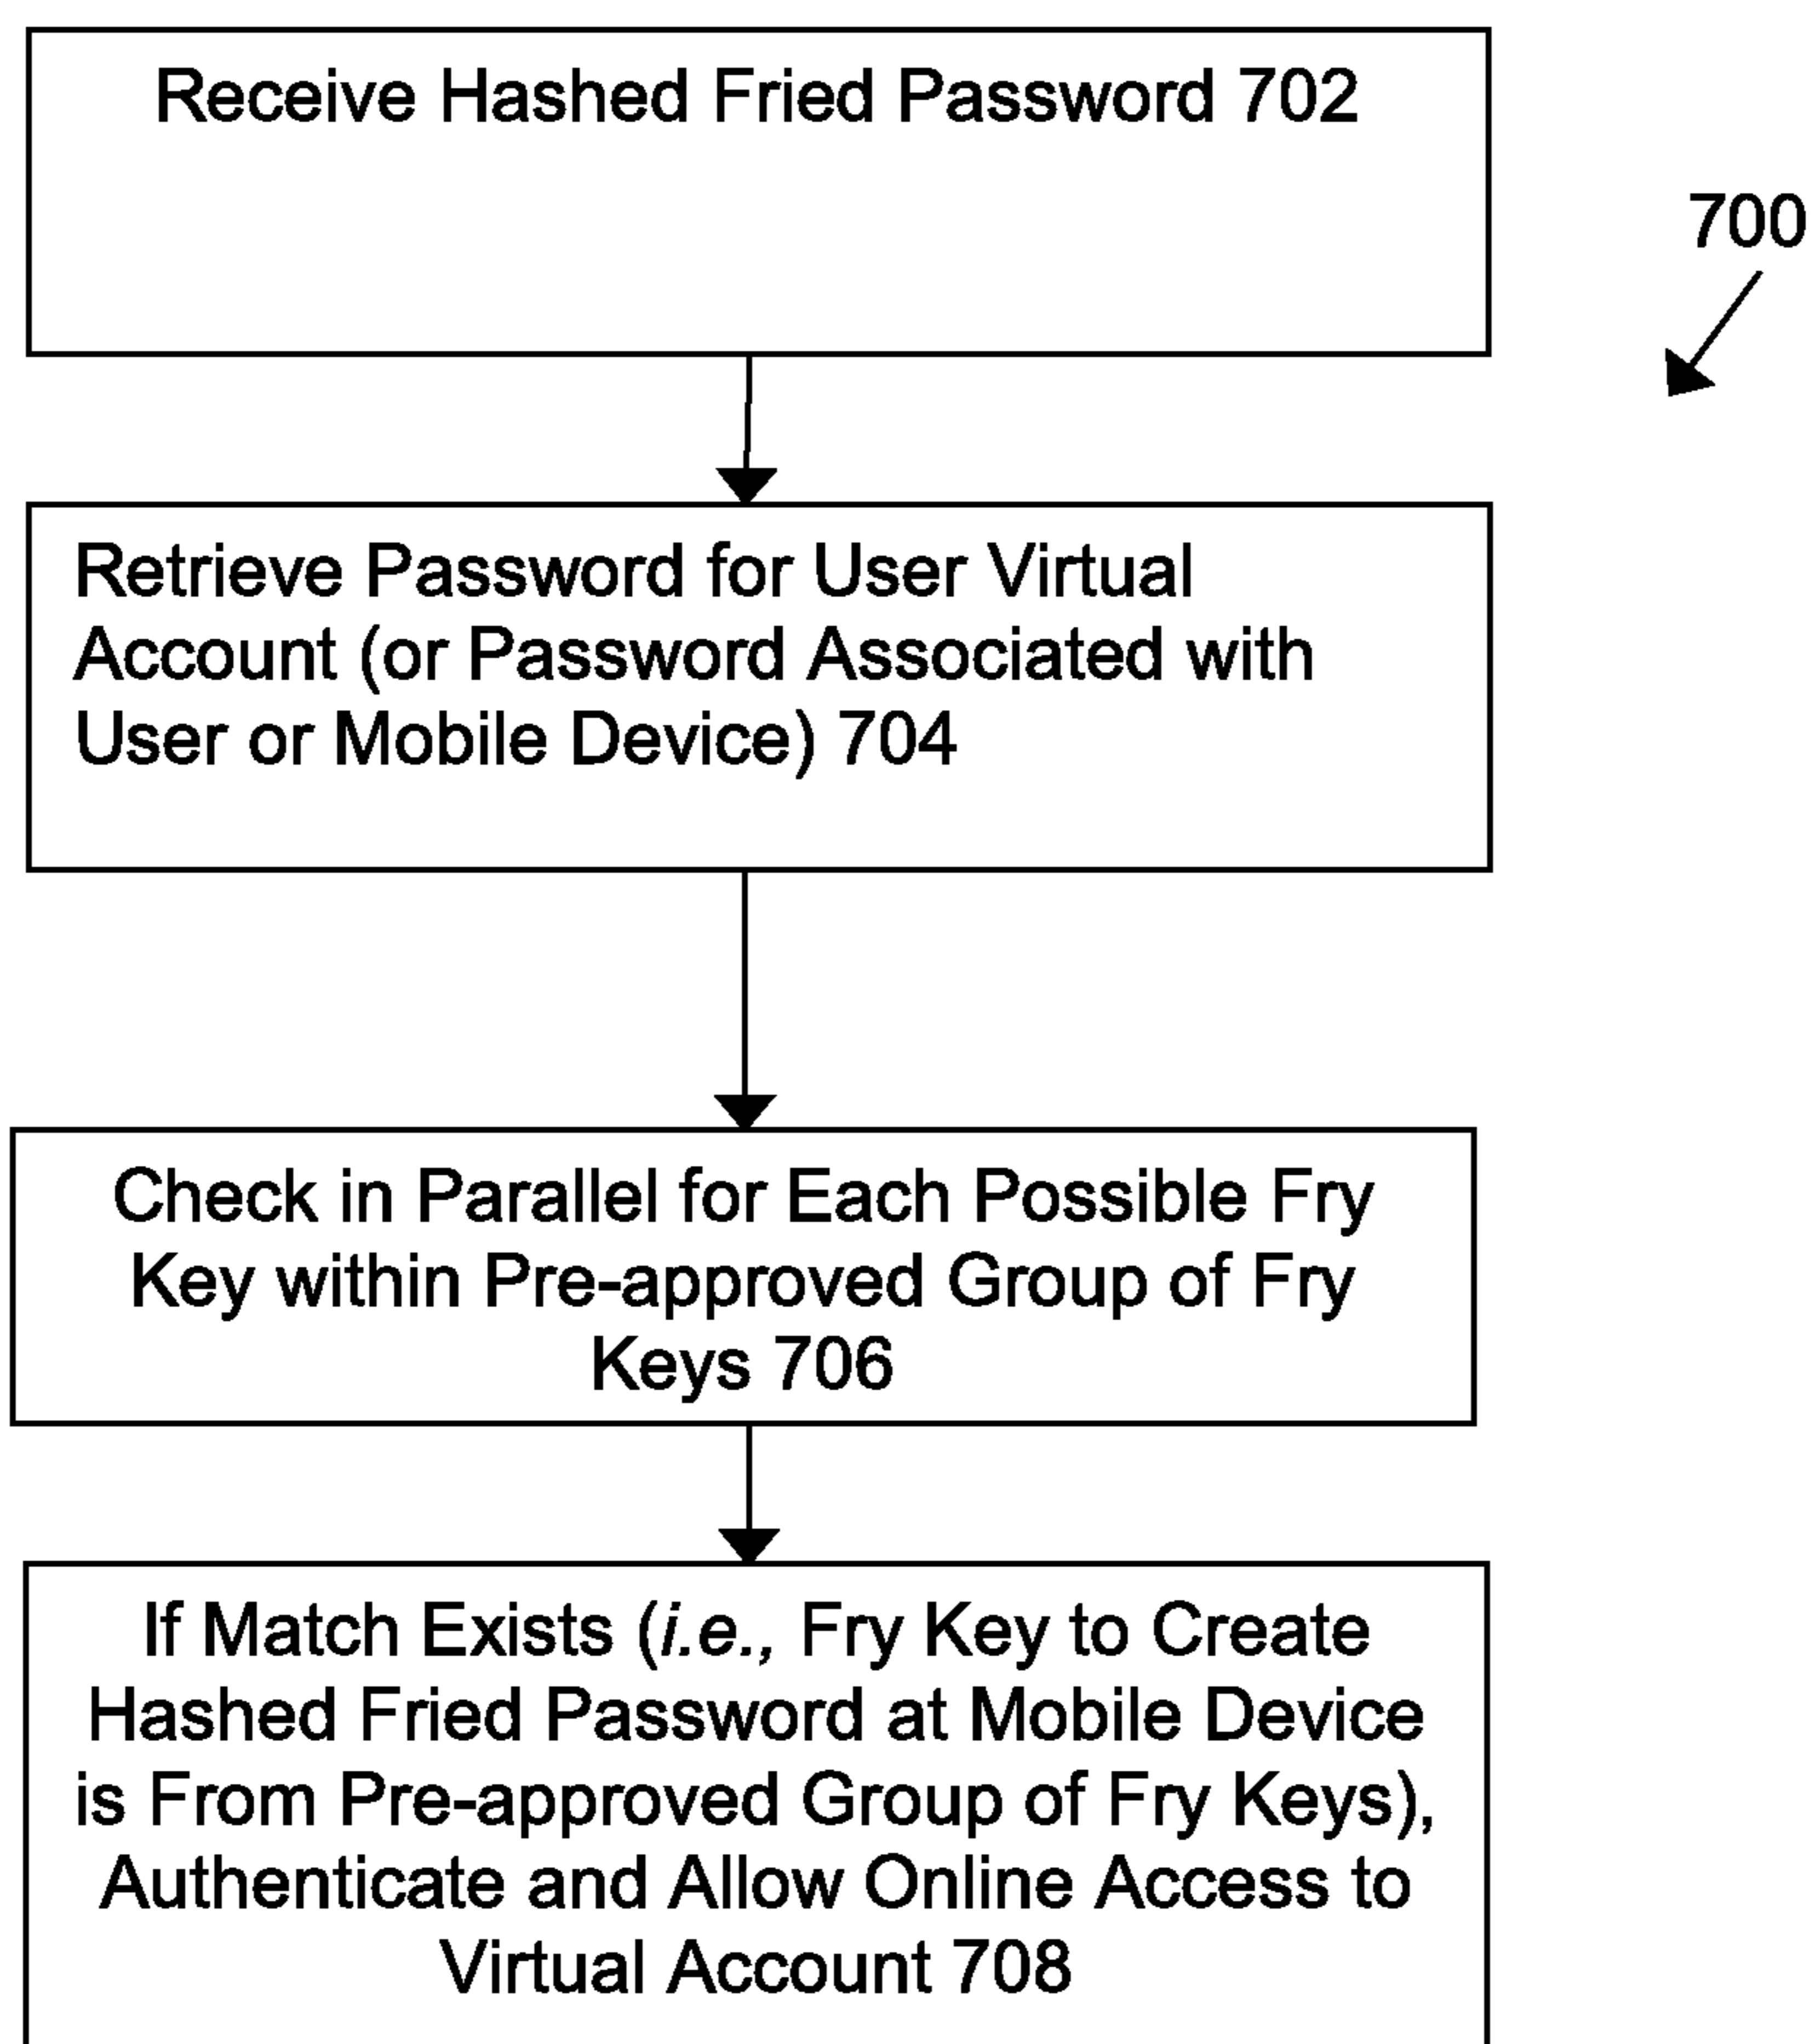 Receive Hashed Fried Password 702
700
Retrieve Password for User Virtual
Account (or Password Associated with
User or Mobile Device) 704
Check in Parallel for Each Possible Fry
Key within Pre-approved Group of Fry
Keys 706
If Match Exists (i.e., Fry Key to Create
Hashed Fried Password at Mobile Device
is From Pre-approved Group of Fry Keys),
Authenticate and Allow Online Access to
Virtual Account 708